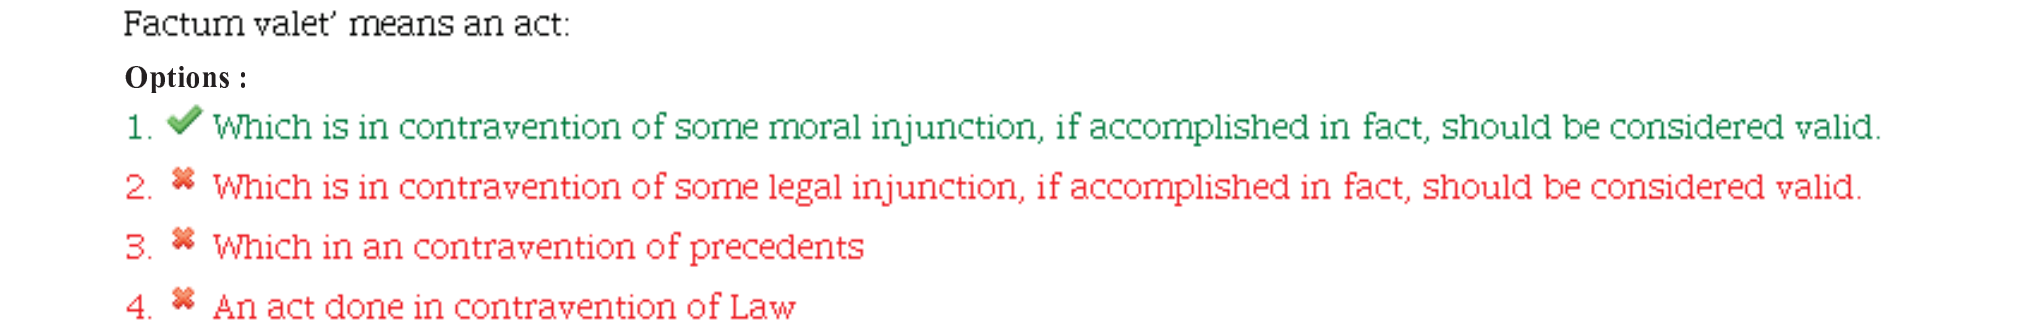 Factum valet’ means an act:
Options :
1. Which is in contravention of some moral injunction, if accomplished in fact, should be considered valid.
2. Which is in contravention of some legal injunction, if accomplished in fact, should be considered valid.
3. Which in an contravention of precedents
4. An act done in contravention of Law